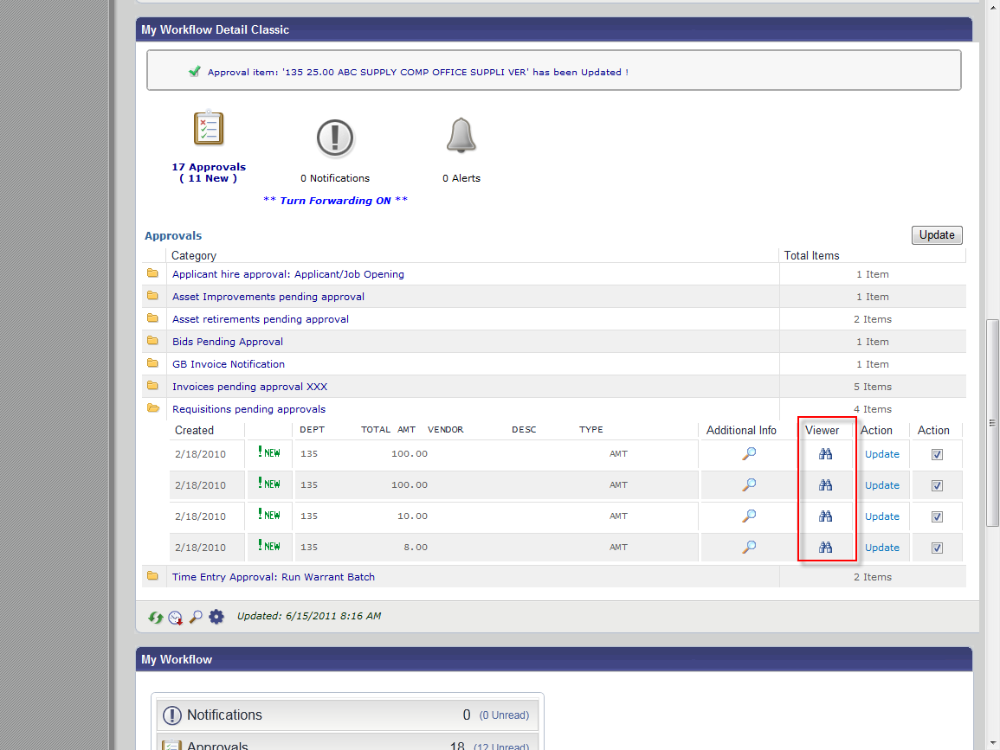 My Workflow Detail Classic
Approval item: '135 25.00 ABC SUPPLY COMP OFFICE SUPPLI VER' has been Updated !
17 Approvals
( 11 New )
0 Notifications
0 Alerts
** Turn Forwarding ON **
Approvals
Update
Category Total Items
Applicant hire approval: Applicant/Job Opening 1 Item
Asset Improvements pending approval 1 Item
Asset retirements pending approval 2 Items
Bids Pending Approval 1 Item
GB Invoice Notification 1 Item
Invoices pending approval XXX 5 Items
Requisitions pending approvals 4 Items
Created DEPT TOTAL AMT VENDOR DESC TYPE Additional Info Viewer Action Action
2/18/2010 ! NEW 135 100.00 AMT Update
2/18/2010 ! NEW 135 100.00 AMT Update
2/18/2010 ! NEW 135 10.00 AMT Update
2/18/2010 ! NEW 135 8.00 AMT Update
Time Entry Approval: Run Warrant Batch 2 Items
Updated: 6/15/2011 8:16 AM
My Workflow
Notifications 0 (0 Unread)
Approvals 18 (12 Unread)